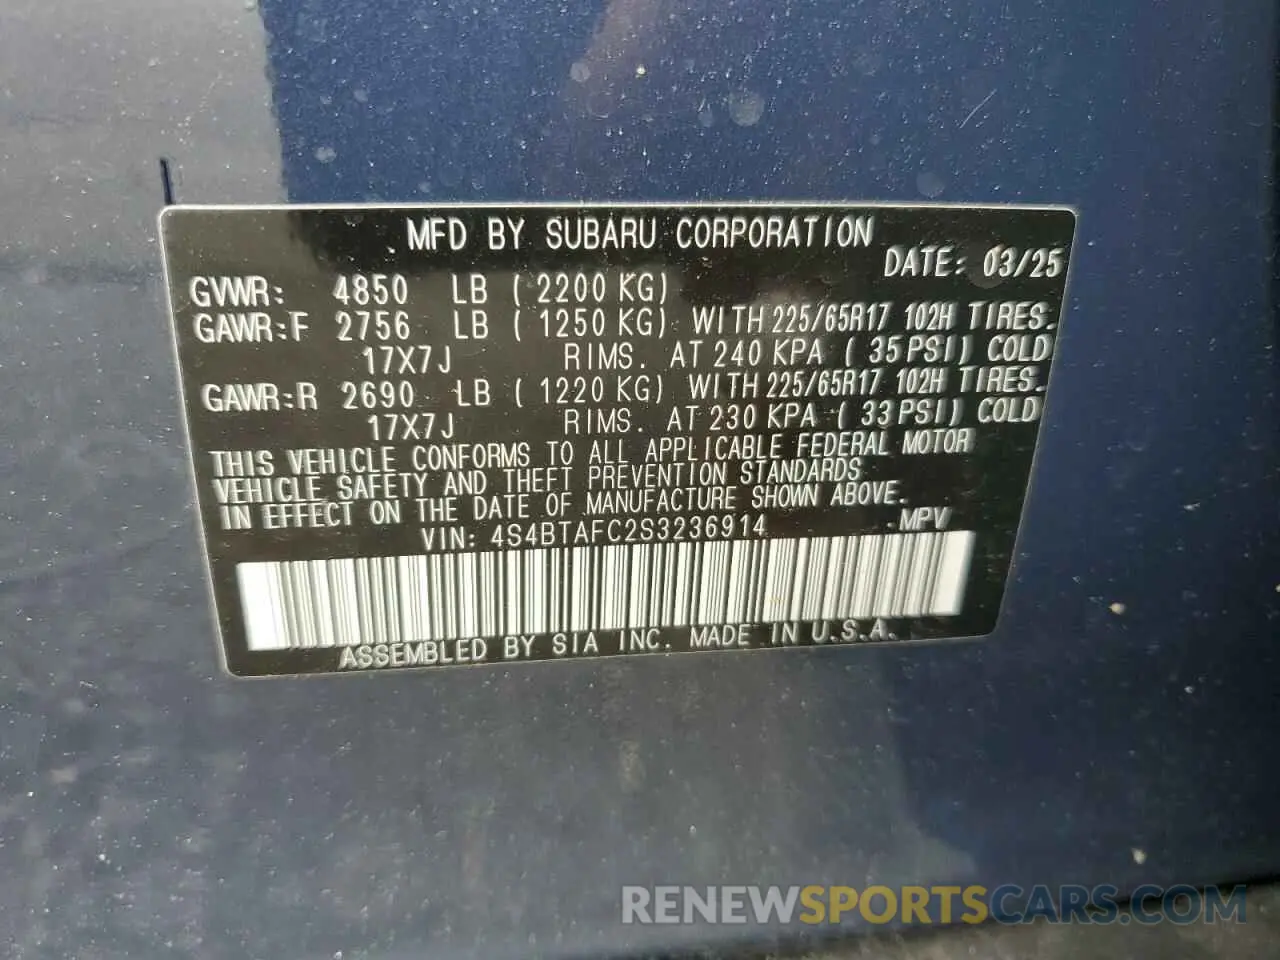 MFD BY SUBARU CORPORATION
DATE: 03/25
GVWR: 4850 LB (2200 KG)
GAWR:F 2756 LB (1250 KG) WITH 225/65R17 102H TIRES.
17X7J RIMS. AT 240 KPA (35 PSI) COLD
GAWR:R 2690 LB (1220 KG) WITH 225/65R17 102H TIRES.
17X7J RIMS. AT 230 KPA (33 PSI) COLD
THIS VEHICLE CONFORMS TO ALL APPLICABLE FEDERAL MOTOR
VEHICLE SAFETY AND THEFT PREVENTION STANDARDS
IN EFFECT ON THE DATE OF MANUFACTURE SHOWN ABOVE.
VIN: 4S4BTAFC2S3236914 MPV
ASSEMBLED BY SIA INC. MADE IN U.S.A.
RENEWSPORTSCARS.COM